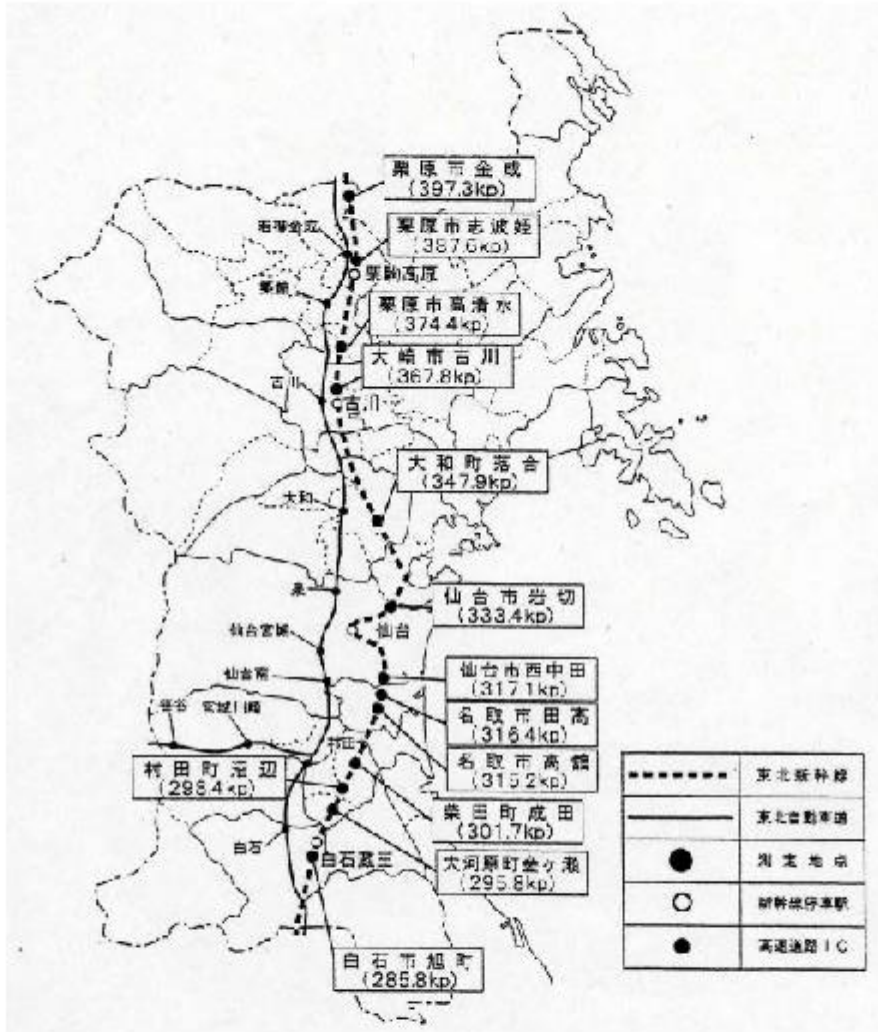 栗原市金成
(397.3kp)
若柳金成
栗原市志波姫
(387.6kp)
栗駒高原
築館
栗原市高清水
(374.4kp)
大崎市古川
(367.8kp)
古川
古川
大和町落合
(347.9kp)
大和
泉
仙台市岩切
(333.4kp)
仙台宮城
仙台
仙台南
仙台市西中田
(317.1kp)
笹谷
宮城川崎
名取市田高
(316.4kp)
村田
名取市高舘
(315.2kp)
村田町沼辺
(298.4kp)
柴田町成田
(301.7kp)
白石
白石蔵王
大河原町金ヶ瀬
(295.8kp)
白石市旭町
(285.8kp)
東北新幹線
東北自動車道
測定地点
新幹線停車駅
高速道路IC